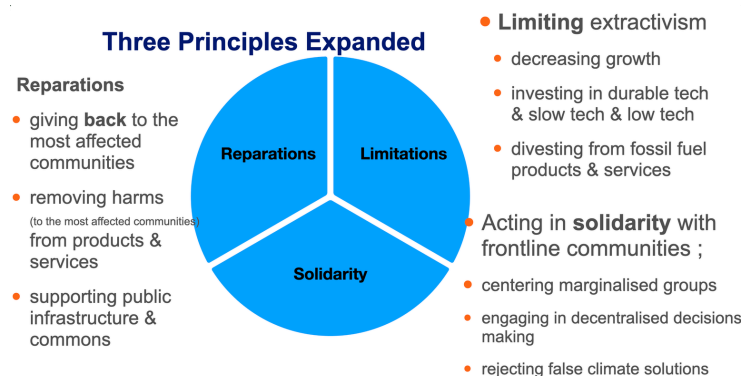 Three Principles Expanded
Reparations
giving back to the
most affected
communities
removing harms
(to the most affected communities)
from products &
services
supporting public
infrastructure &
commons
Reparations
Limitations
Solidarity
Limiting extractivism
decreasing growth
investing in durable tech
& slow tech & low tech
divesting from fossil fuel
products & services
Acting in solidarity with
frontline communities ;
centering marginalised groups
engaging in decentralised decisions
making
rejecting false climate solutions